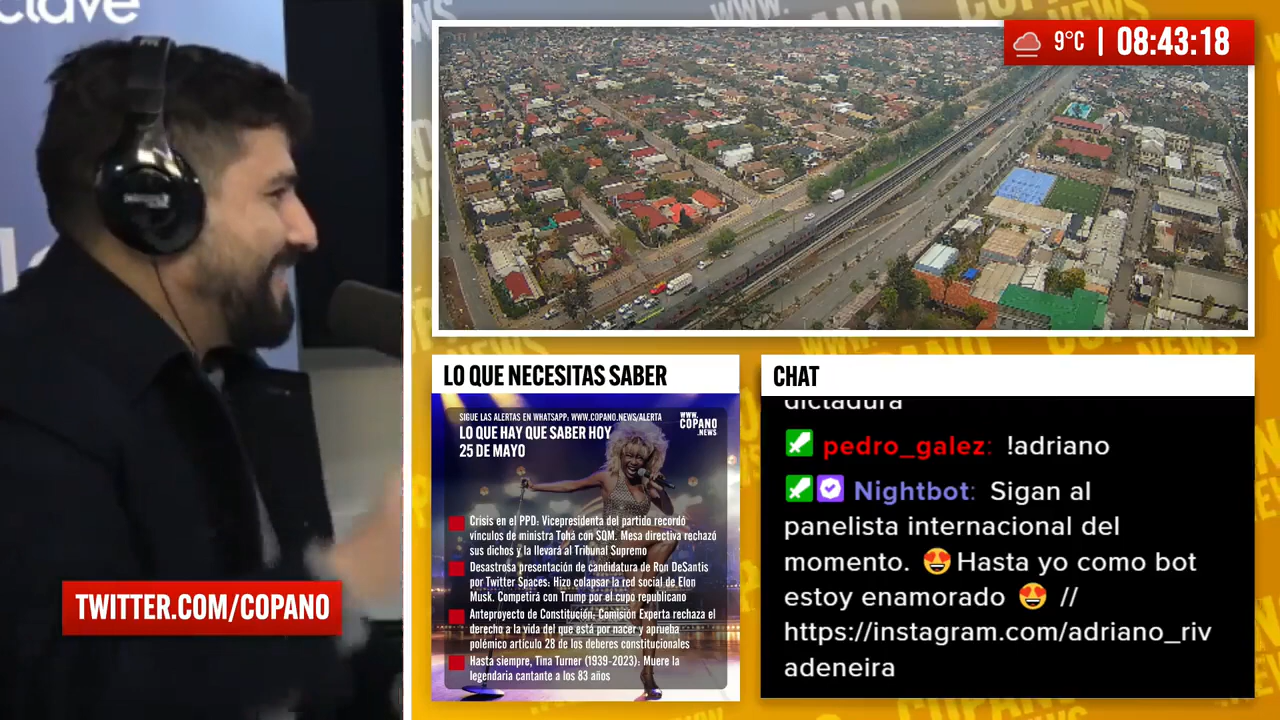 clave
9°C | 08:43:18
LO QUE NECESITAS SABER
SIGUE LAS ALERTAS EN WHATSAPP: WWW.COPANO.NEWS/ALERTA
WWW.
COPANO
.NEWS
LO QUE HAY QUE SABER HOY
25 DE MAYO
Crisis en el PPD: Vicepresidenta del partido recordó
vínculos de ministra Tohá con SQM. Mesa directiva rechazó
sus dichos y la llevará al Tribunal Supremo
Desastrosa presentación de candidatura de Ron DeSantis
por Twitter Spaces: Hizo colapsar la red social de Elon
Musk. Competirá con Trump por el cupo republicano
Anteproyecto de Constitución: Comisión Experta rechaza el
derecho a la vida del que está por nacer y aprueba
polémico artículo 28 de los deberes constitucionales
Hasta siempre, Tina Turner (1939-2023): Muere la
legendaria cantante a los 83 años
CHAT
dictadura
pedro_galez: !adriano
Nightbot: Sigan al
panelista internacional del
momento. 😍 Hasta yo como bot
estoy enamorado 😍 //
https://instagram.com/adriano_riv
adeneira
TWITTER.COM/COPANO